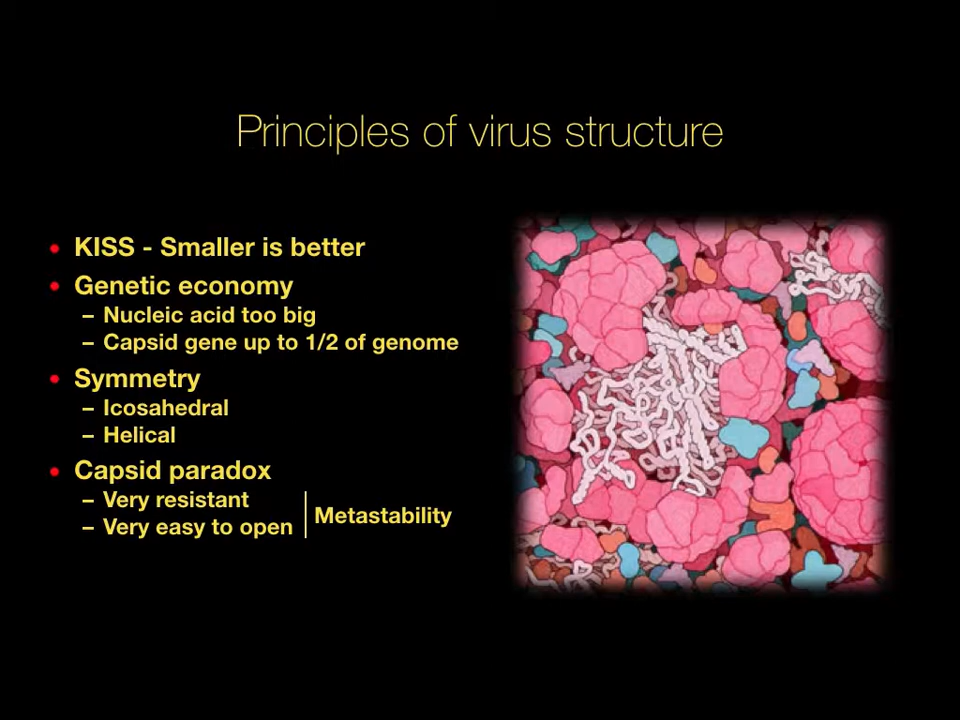 Principles of virus structure
• KISS - Smaller is better
• Genetic economy
– Nucleic acid too big
– Capsid gene up to 1/2 of genome
• Symmetry
– Icosahedral
– Helical
• Capsid paradox
– Very resistant
– Very easy to open
Metastability